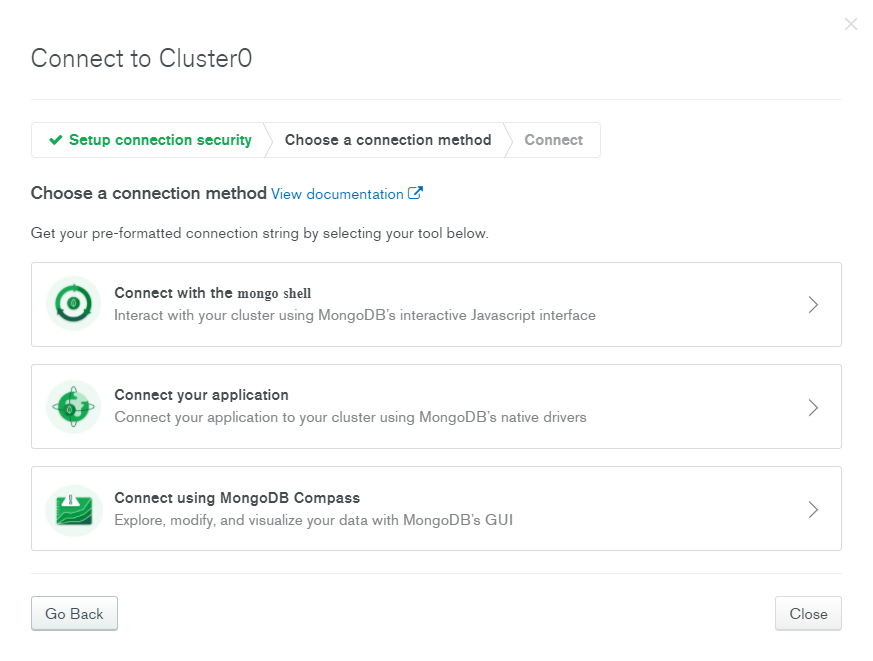 Connect to Cluster0
Setup connection security
Choose a connection method
Connect
Choose a connection method View documentation
Get your pre-formatted connection string by selecting your tool below.
Connect with the mongo shell
Interact with your cluster using MongoDB's interactive Javascript interface
Connect your application
Connect your application to your cluster using MongoDB's native drivers
Connect using MongoDB Compass
Explore, modify, and visualize your data with MongoDB's GUI
Go Back
Close